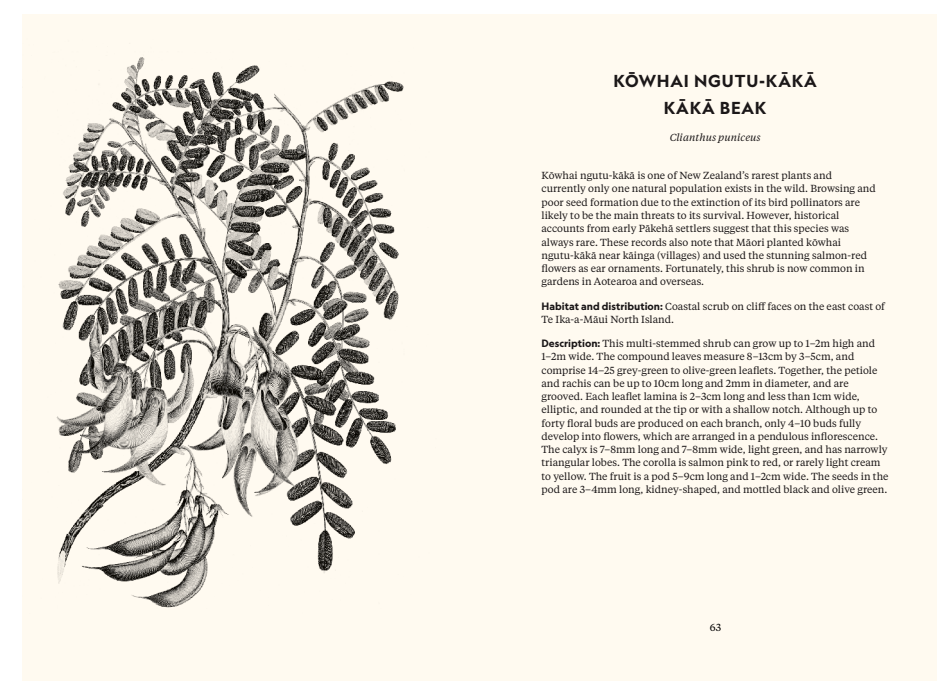 KŌWHAI NGUTU-KĀKĀ
KĀKĀ BEAK
Clianthus puniceus
Kōwhai ngutu-kākā is one of New Zealand’s rarest plants and
currently only one natural population exists in the wild. Browsing and
poor seed formation due to the extinction of its bird pollinators are
likely to be the main threats to its survival. However, historical
accounts from early Pākehā settlers suggest that this species was
always rare. These records also note that Māori planted kōwhai
ngutu-kākā near kāinga (villages) and used the stunning salmon-red
flowers as ear ornaments. Fortunately, this shrub is now common in
gardens in Aotearoa and overseas.
Habitat and distribution: Coastal scrub on cliff faces on the east coast of
Te Ika-a-Māui North Island.
Description: This multi-stemmed shrub can grow up to 1–2m high and
1–2m wide. The compound leaves measure 8–13cm by 3–5cm, and
comprise 14–25 grey-green to olive-green leaflets. Together, the petiole
and rachis can be up to 10cm long and 2mm in diameter, and are
grooved. Each leaflet lamina is 2–3cm long and less than 1cm wide,
elliptic, and rounded at the tip or with a shallow notch. Although up to
forty floral buds are produced on each branch, only 4–10 buds fully
develop into flowers, which are arranged in a pendulous inflorescence.
The calyx is 7–8mm long and 7–8mm wide, light green, and has narrowly
triangular lobes. The corolla is salmon pink to red, or rarely light cream
to yellow. The fruit is a pod 5–9cm long and 1–2cm wide. The seeds in the
pod are 3–4mm long, kidney-shaped, and mottled black and olive green.
63